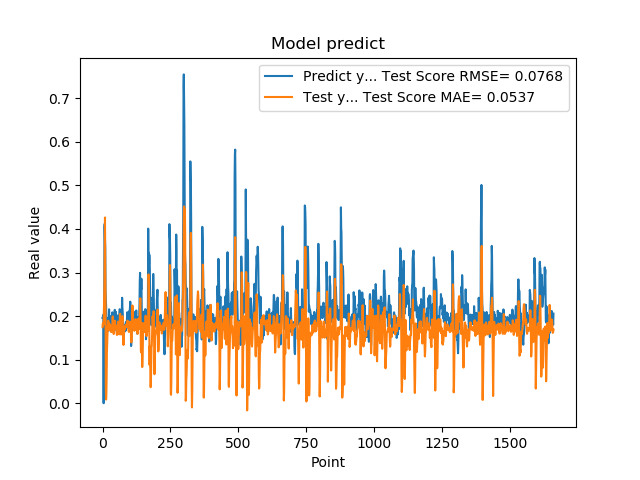 Model predict
Predict y... Test Score RMSE= 0.0768
Test y... Test Score MAE= 0.0537
Real value
0.7
0.6
0.5
0.4
0.3
0.2
0.1
0.0
0 250 500 750 1000 1250 1500
Point